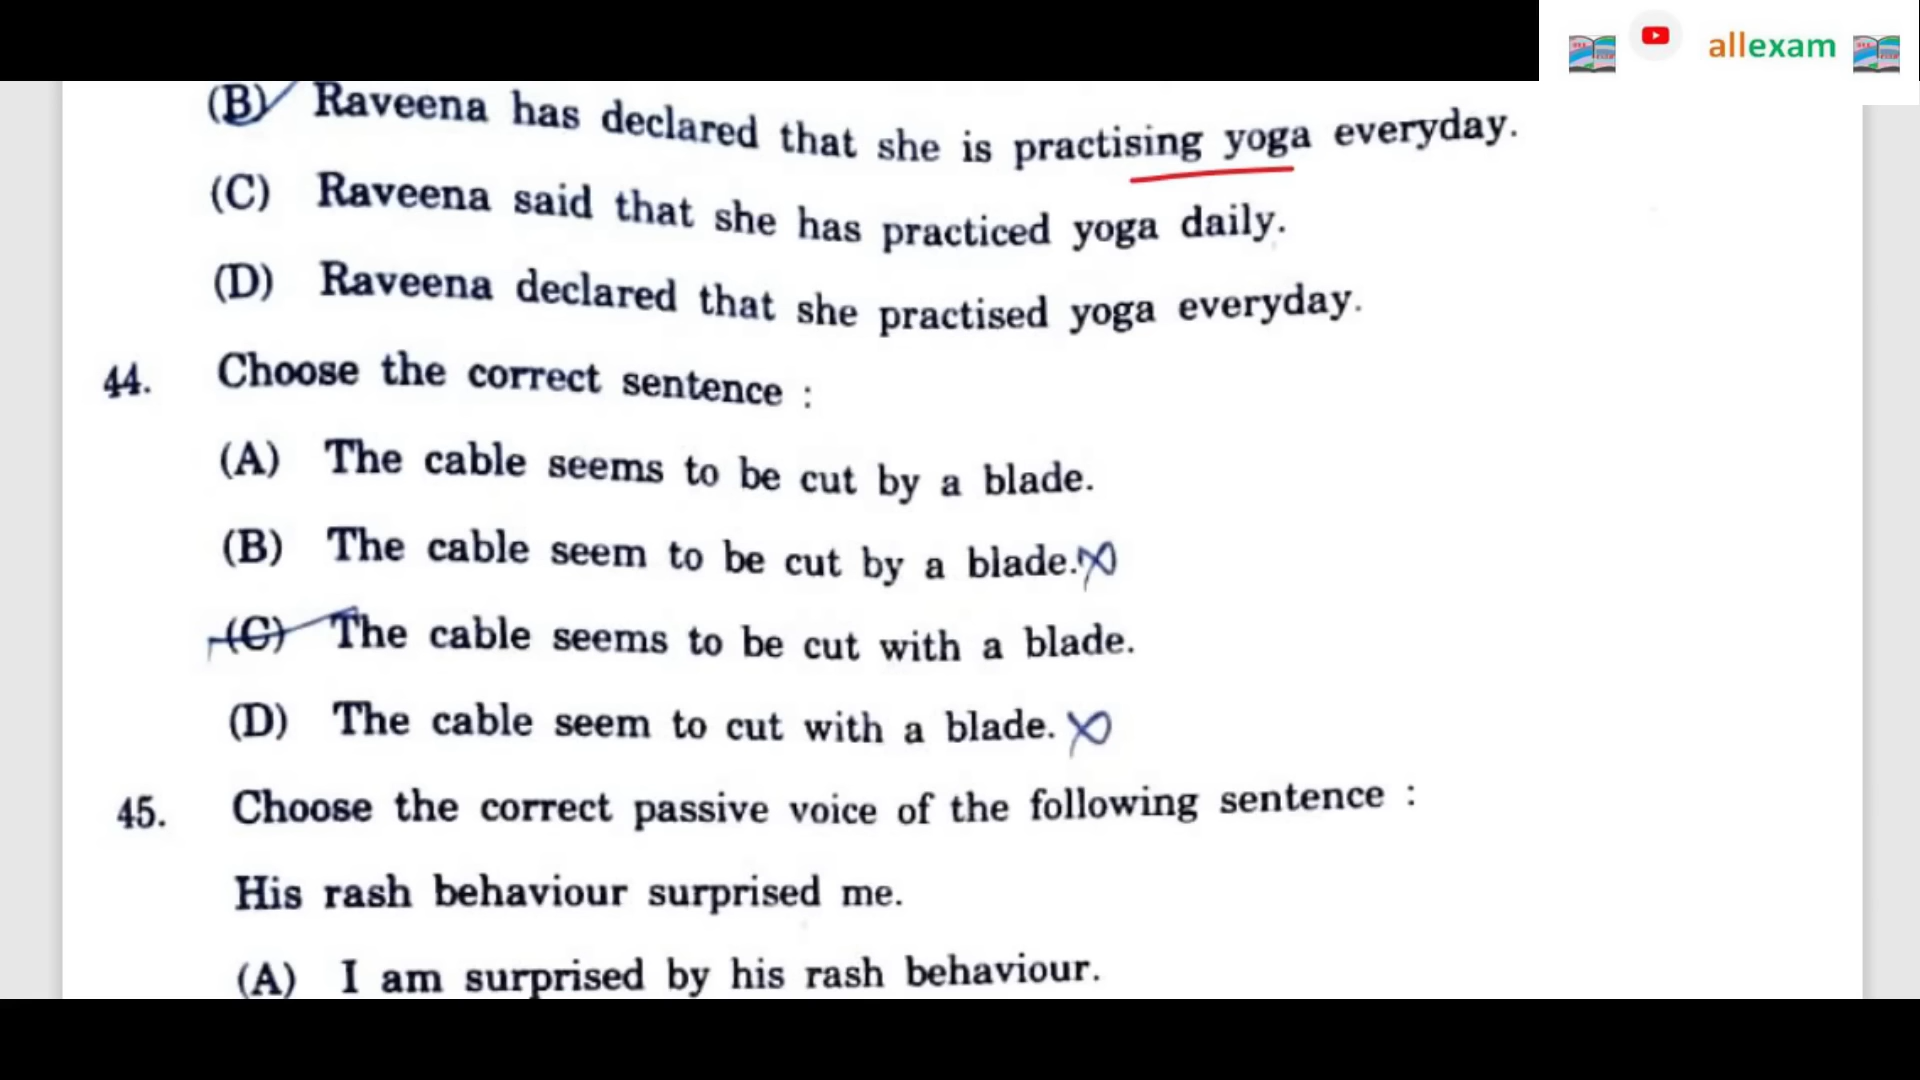 allexam
(B) Raveena has declared that she is practising yoga everyday.
(C) Raveena said that she has practiced yoga daily.
(D) Raveena declared that she practised yoga everyday.
44. Choose the correct sentence :
(A) The cable seems to be cut by a blade.
(B) The cable seem to be cut by a blade.
(C) The cable seems to be cut with a blade.
(D) The cable seem to cut with a blade.
45. Choose the correct passive voice of the following sentence :
His rash behaviour surprised me.
(A) I am surprised by his rash behaviour.